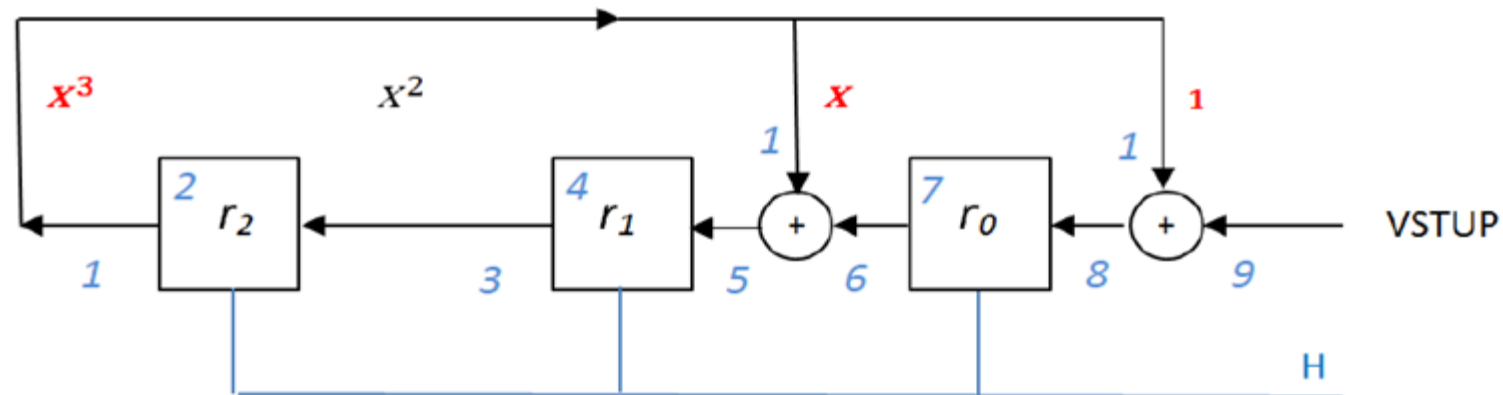 x³ X² x 1
1 1
2 r₂ 4 r₁ + 7 r₀ + VSTUP
1 3 5 6 8 9
H